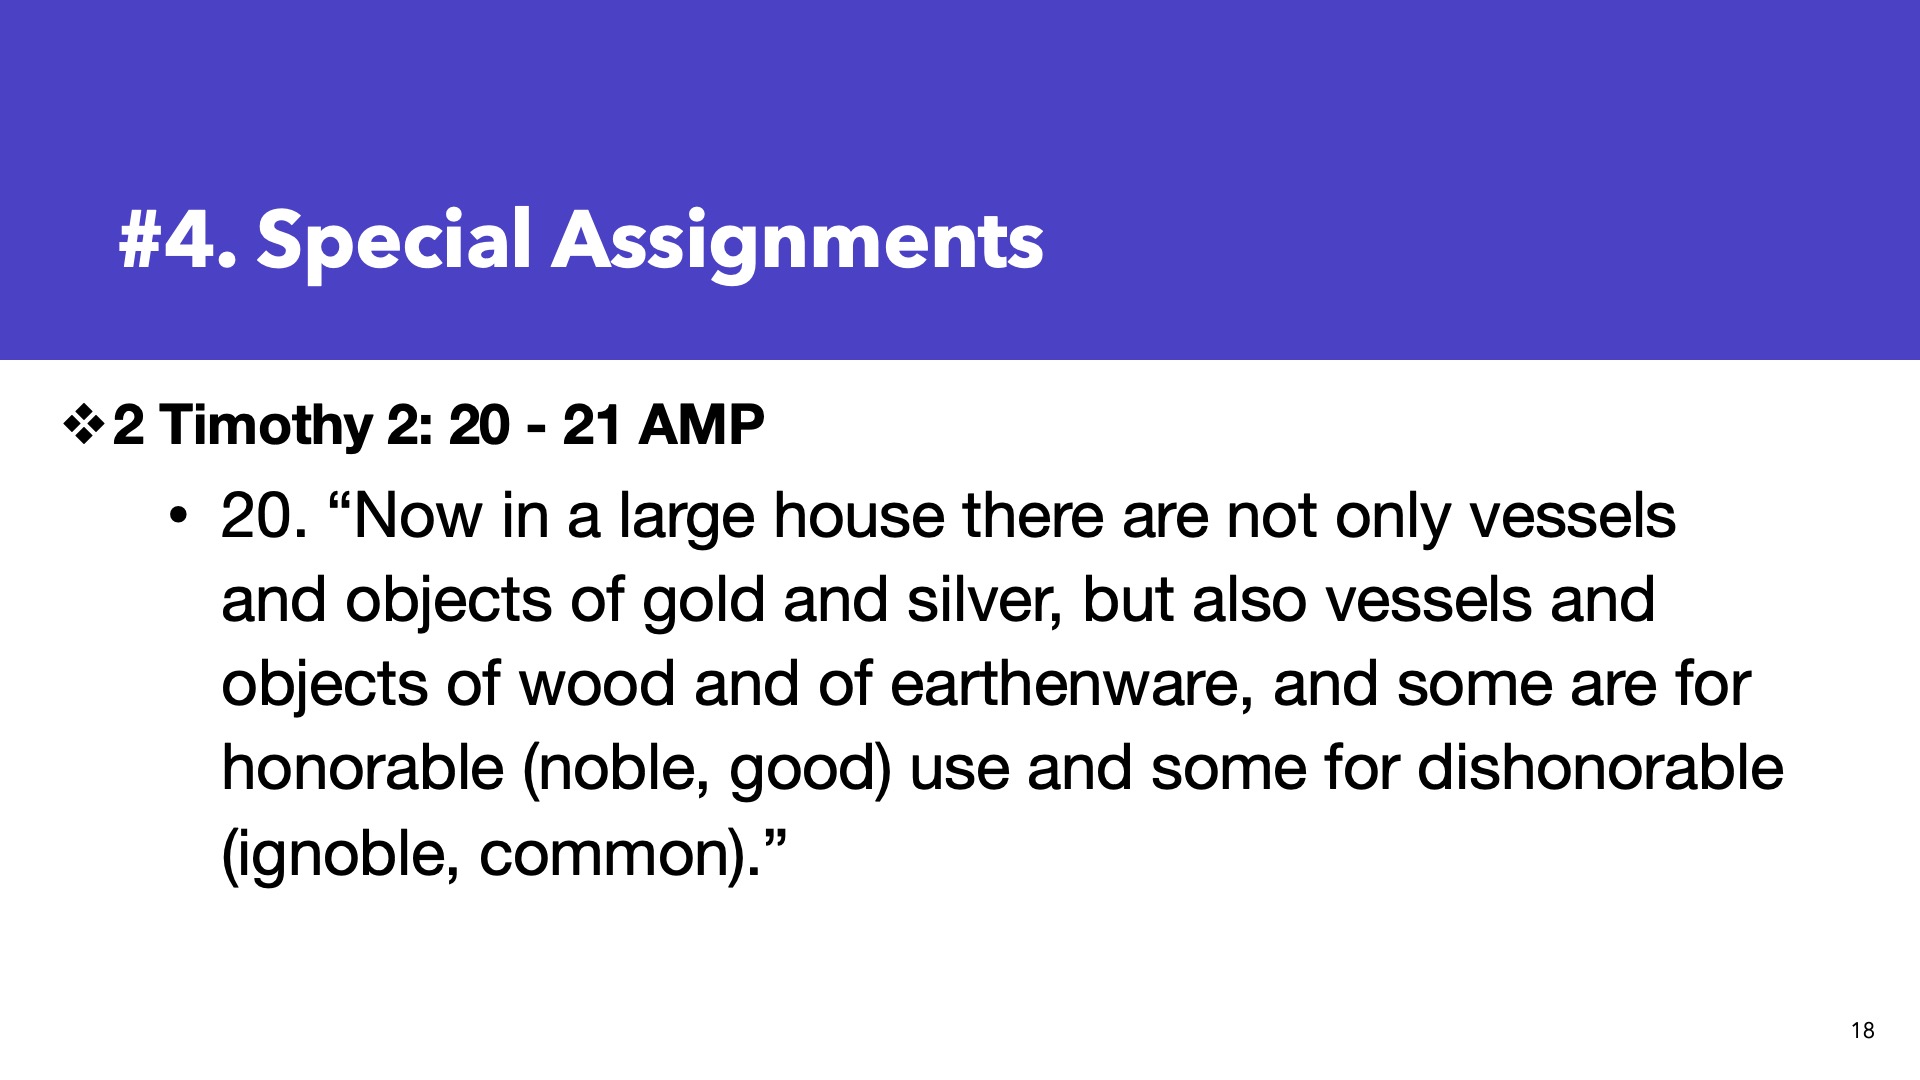 #4. Special Assignments
❖2 Timothy 2: 20 - 21 AMP
• 20. “Now in a large house there are not only vessels
and objects of gold and silver, but also vessels and
objects of wood and of earthenware, and some are for
honorable (noble, good) use and some for dishonorable
(ignoble, common).”
18